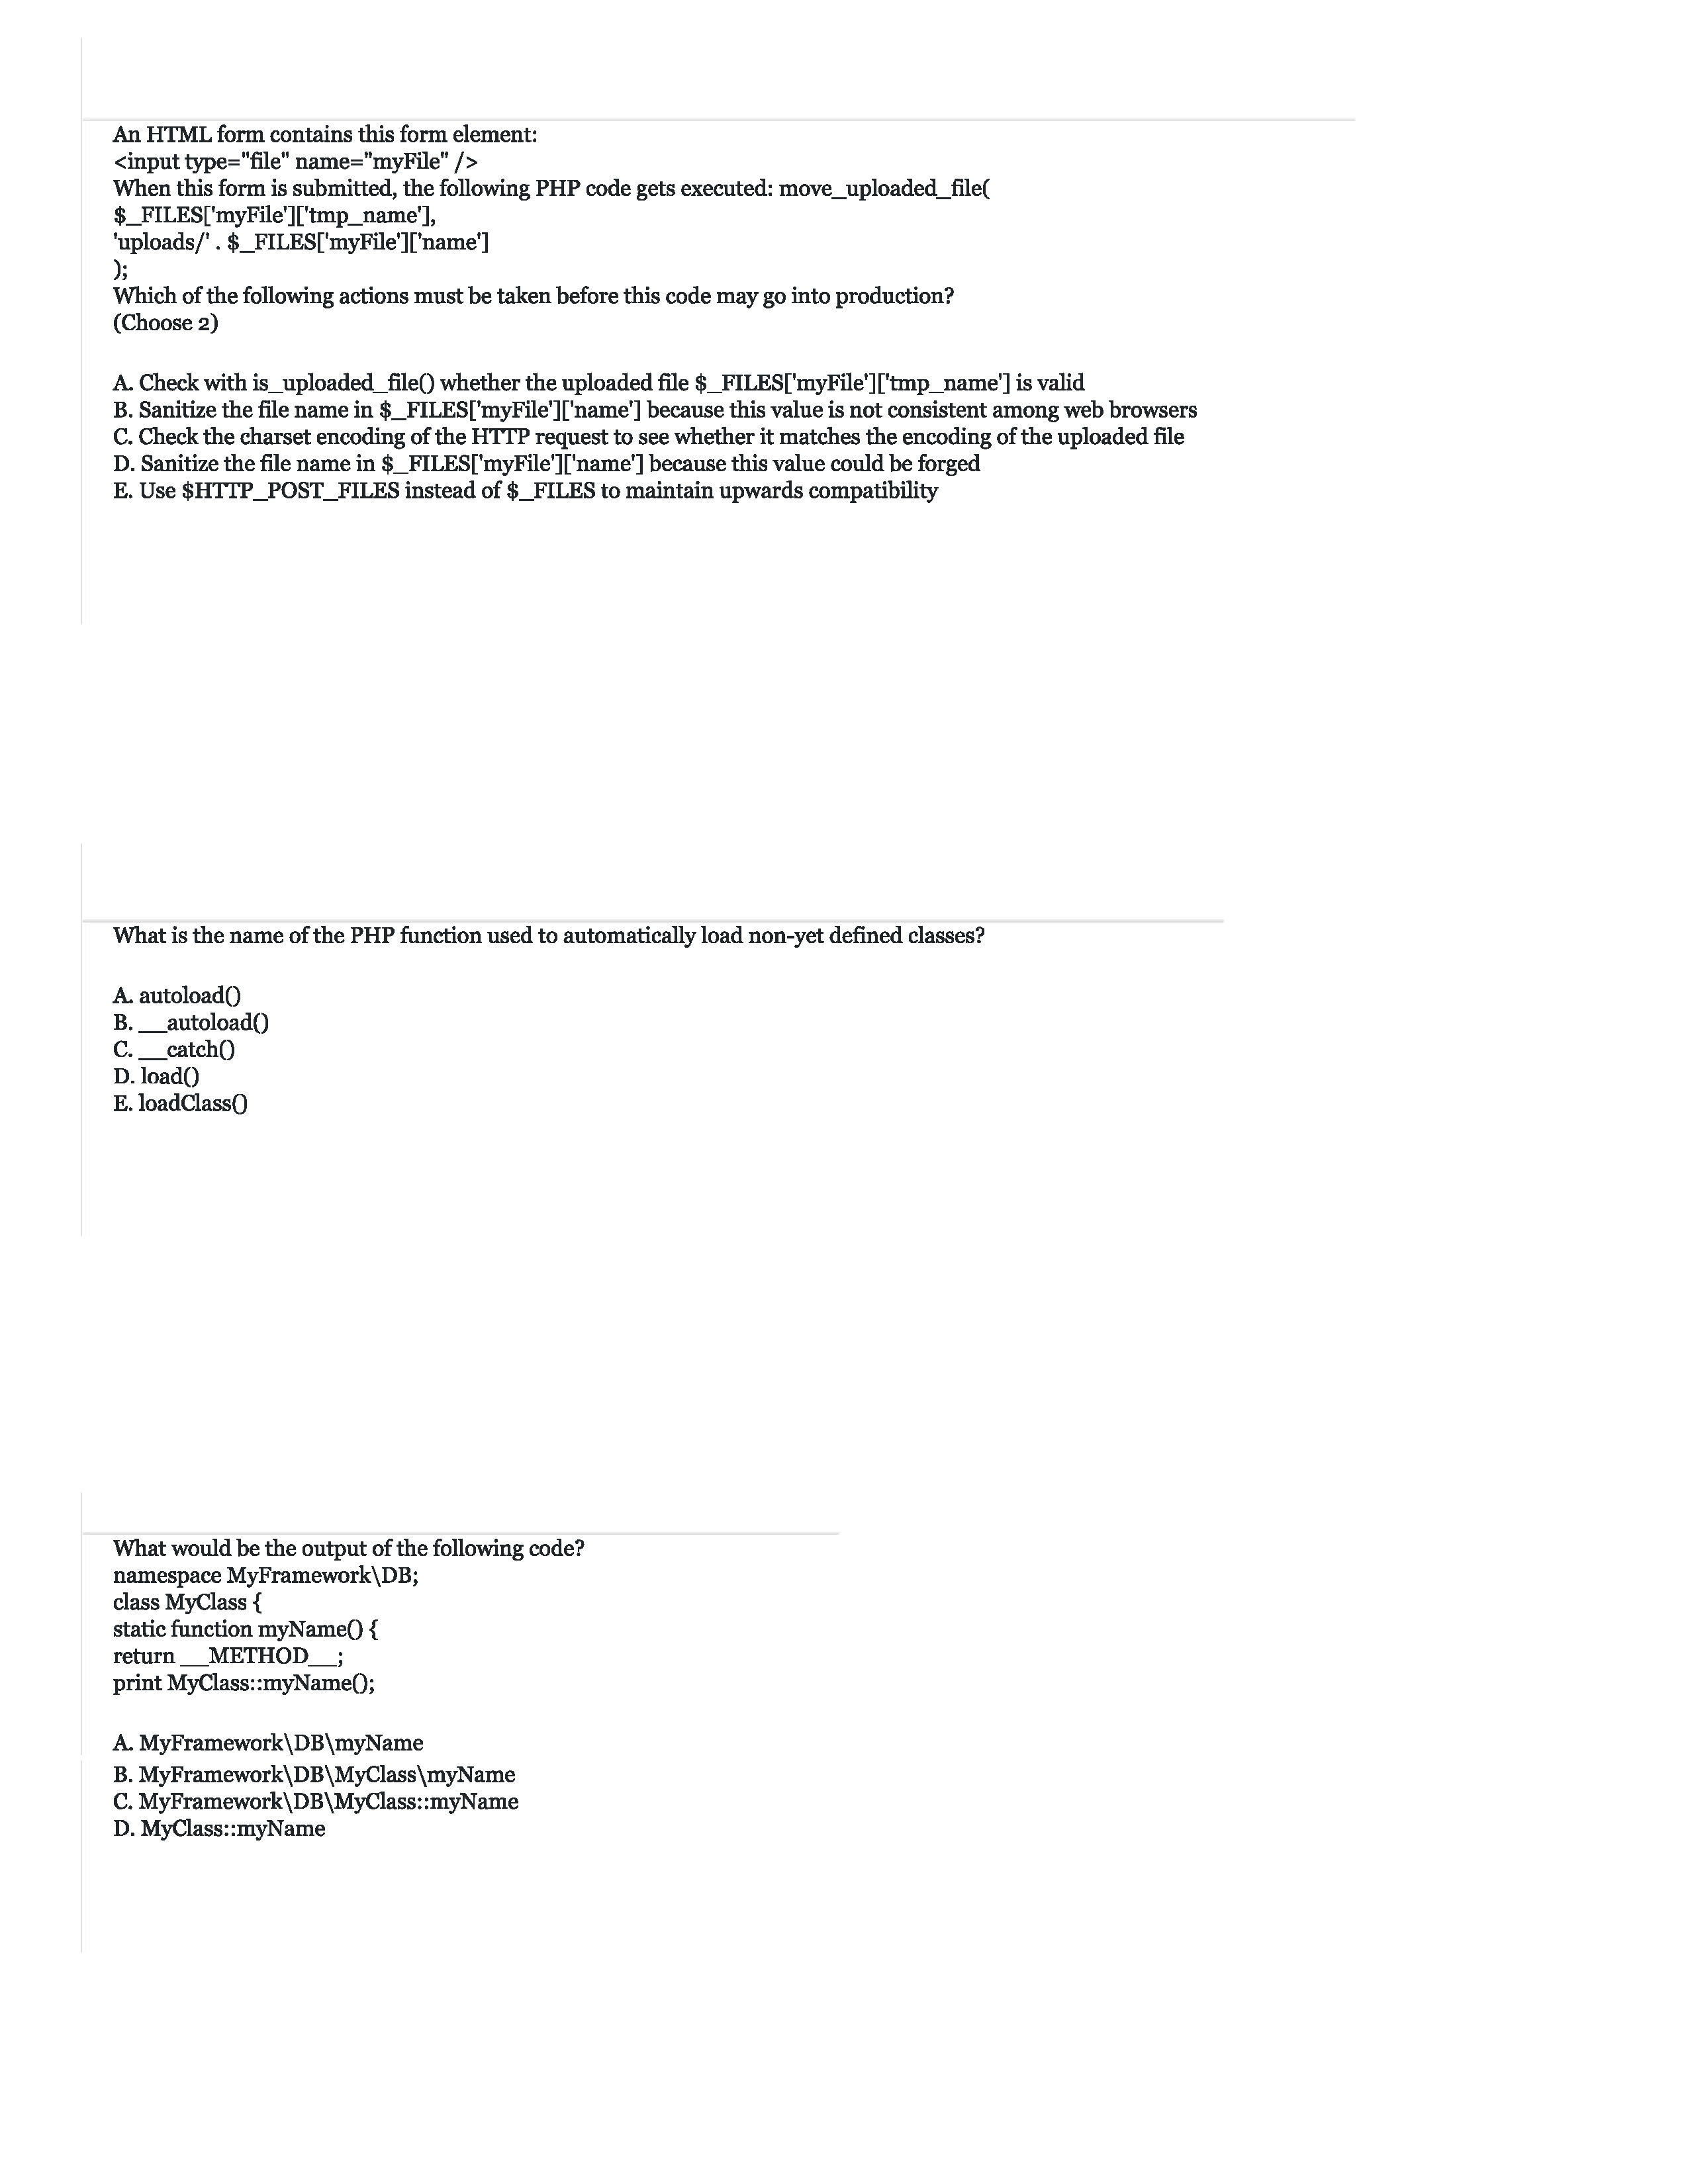 An HTML form contains this form element:
<input type="file" name="myFile" />
When this form is submitted, the following PHP code gets executed: move_uploaded_file(
$_FILES['myFile']['tmp_name'],
'uploads/' . $_FILES['myFile']['name']
);
Which of the following actions must be taken before this code may go into production?
(Choose 2)
A. Check with is_uploaded_file() whether the uploaded file $_FILES['myFile']['tmp_name'] is valid
B. Sanitize the file name in $_FILES['myFile']['name'] because this value is not consistent among web browsers
C. Check the charset encoding of the HTTP request to see whether it matches the encoding of the uploaded file
D. Sanitize the file name in $_FILES['myFile']['name'] because this value could be forged
E. Use $HTTP_POST_FILES instead of $_FILES to maintain upwards compatibility
What is the name of the PHP function used to automatically load non-yet defined classes?
A. autoload()
B. __autoload()
C. __catch()
D. load()
E. loadClass()
What would be the output of the following code?
namespace MyFramework\DB;
class MyClass {
static function myName() {
return __METHOD__;
print MyClass::myName();
A. MyFramework\DB\myName
B. MyFramework\DB\MyClass\myName
C. MyFramework\DB\MyClass::myName
D. MyClass::myName